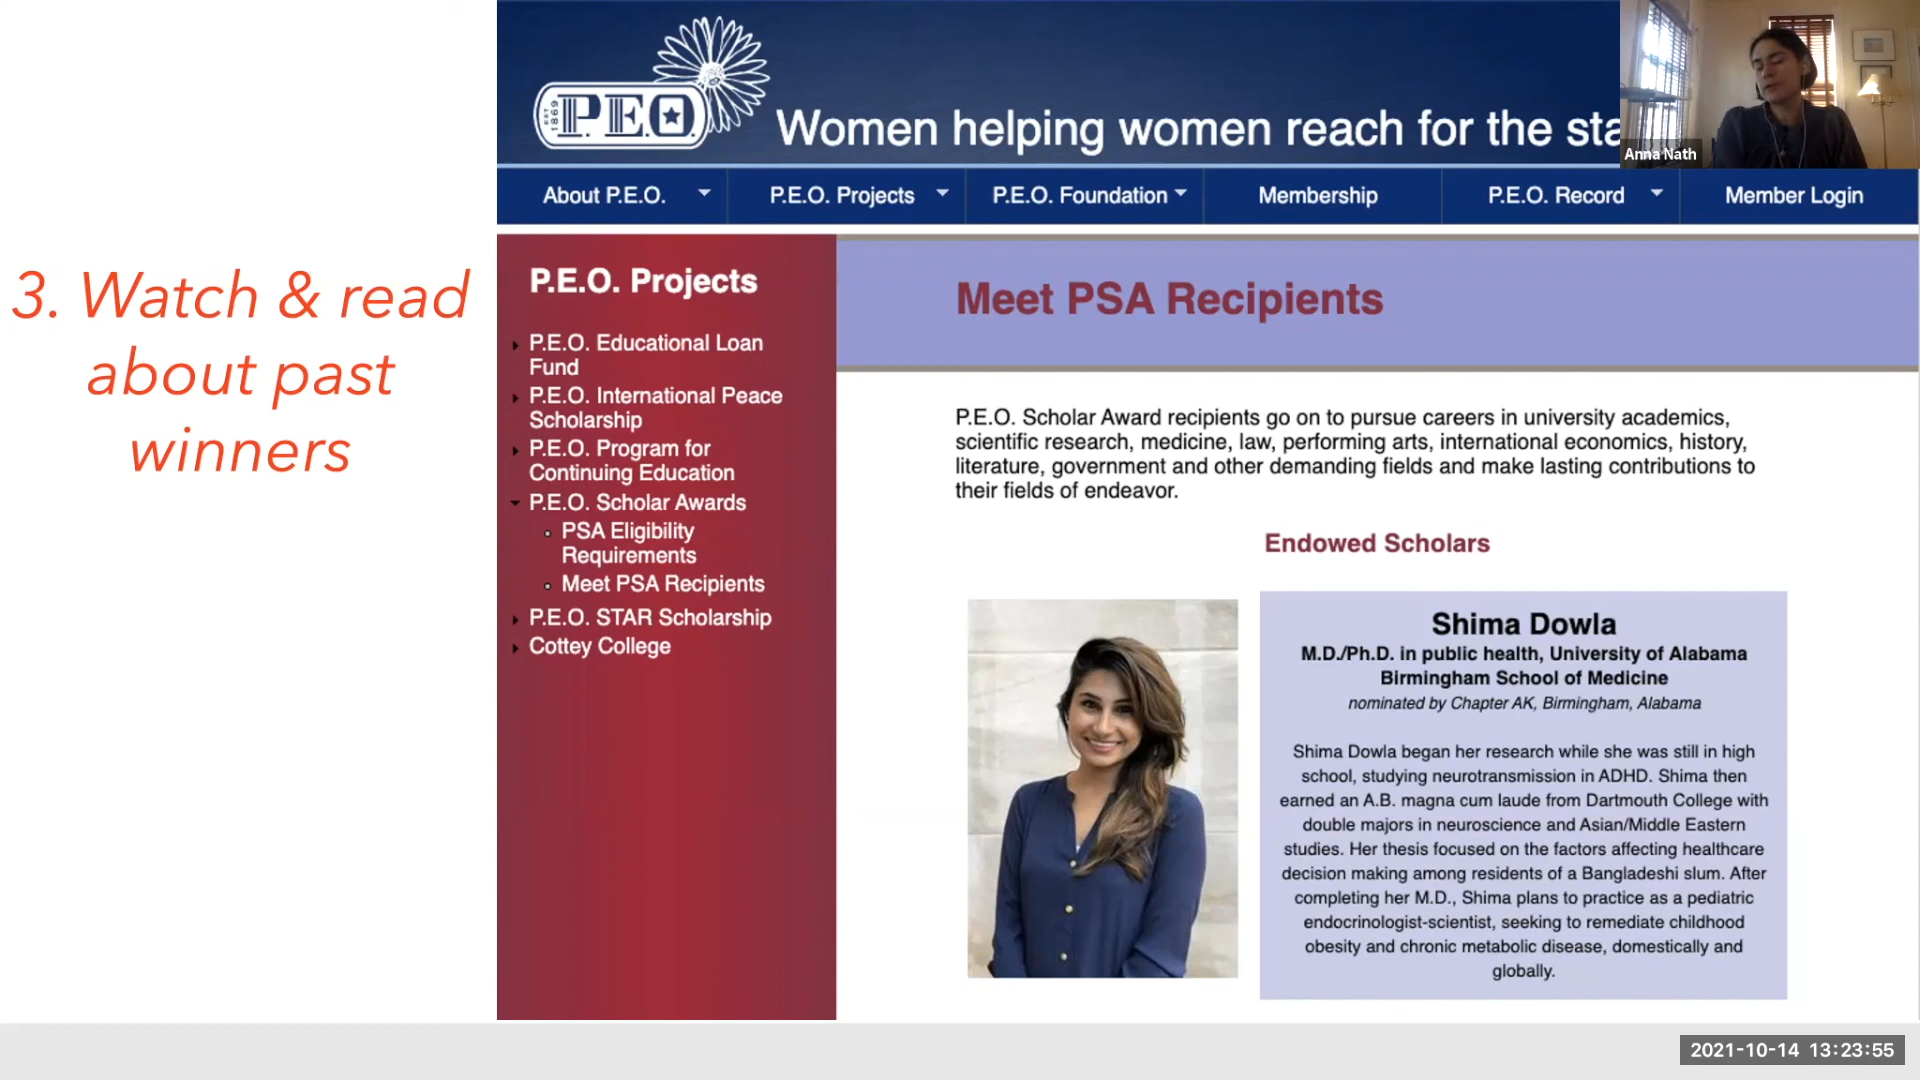 3. Watch & read
about past
winners
EST 1869
P.E.O
Women helping women reach for the sta
Anna Nath
About P.E.O.
P.E.O. Projects
P.E.O. Foundation
Membership
P.E.O. Record
Member Login
P.E.O. Projects
P.E.O. Educational Loan
Fund
P.E.O. International Peace
Scholarship
P.E.O. Program for
Continuing Education
P.E.O. Scholar Awards
PSA Eligibility
Requirements
Meet PSA Recipients
P.E.O. STAR Scholarship
Cottey College
Meet PSA Recipients
P.E.O. Scholar Award recipients go on to pursue careers in university academics,
scientific research, medicine, law, performing arts, international economics, history,
literature, government and other demanding fields and make lasting contributions to
their fields of endeavor.
Endowed Scholars
Shima Dowla
M.D./Ph.D. in public health, University of Alabama
Birmingham School of Medicine
nominated by Chapter AK, Birmingham, Alabama
Shima Dowla began her research while she was still in high
school, studying neurotransmission in ADHD. Shima then
earned an A.B. magna cum laude from Dartmouth College with
double majors in neuroscience and Asian/Middle Eastern
studies. Her thesis focused on the factors affecting healthcare
decision making among residents of a Bangladeshi slum. After
completing her M.D., Shima plans to practice as a pediatric
endocrinologist-scientist, seeking to remediate childhood
obesity and chronic metabolic disease, domestically and
globally.
2021-10-14 13:23:55